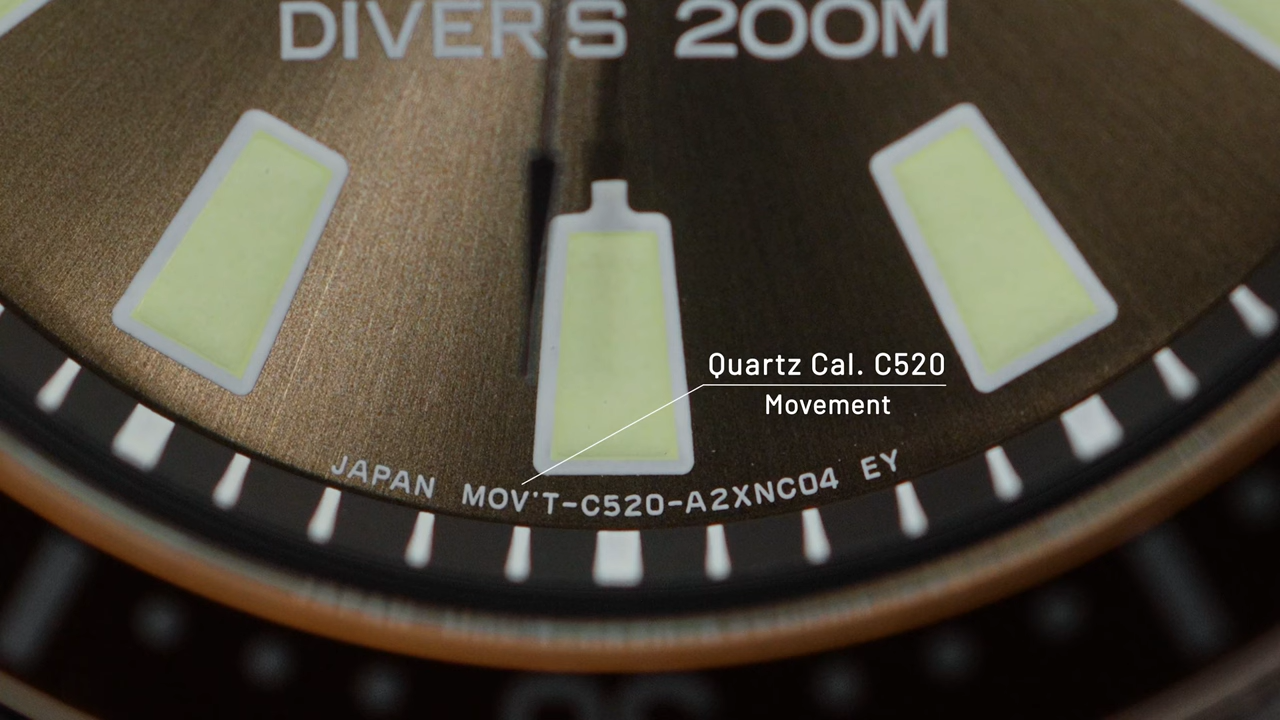 DIVER'S 200M
Quartz Cal. C520
Movement
JAPAN MOV'T-C520-A2XNC04 EY